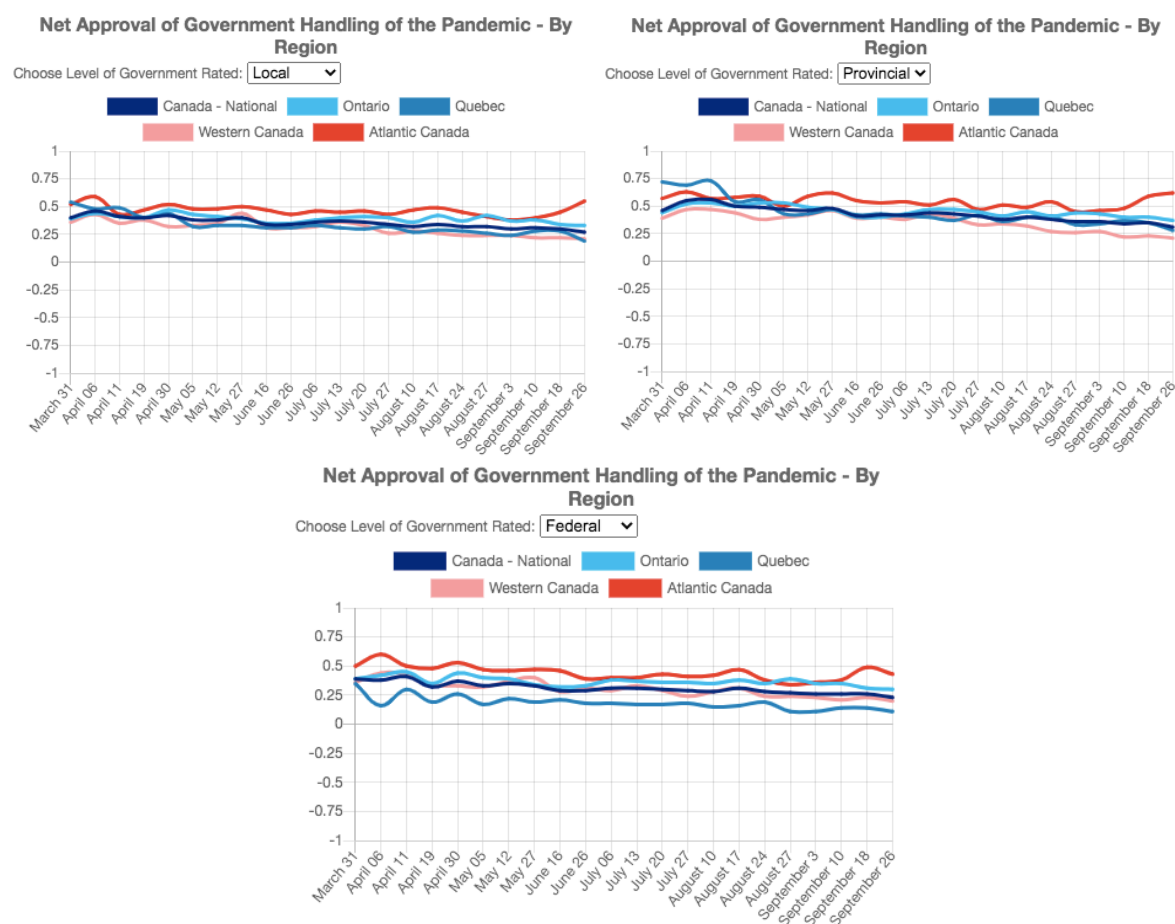 Net Approval of Government Handling of the Pandemic - By
Region
Choose Level of Government Rated: Local
Canada - National
Ontario
Quebec
Western Canada
Atlantic Canada
1
0.75
0.5
0.25
0
-0.25
-0.5
-0.75
-1
March 31
April 06
April 11
April 19
April 30
May 05
May 12
May 27
June 16
June 26
July 06
July 13
July 20
July 27
August 10
August 17
August 24
August 27
September 3
September 10
September 18
September 26
Net Approval of Government Handling of the Pandemic - By
Region
Choose Level of Government Rated: Provincial
Canada - National
Ontario
Quebec
Western Canada
Atlantic Canada
1
0.75
0.5
0.25
0
-0.25
-0.5
-0.75
-1
March 31
April 06
April 11
April 19
April 30
May 05
May 12
May 27
June 16
June 26
July 06
July 13
July 20
July 27
August 10
August 17
August 24
August 27
September 3
September 10
September 18
September 26
Net Approval of Government Handling of the Pandemic - By
Region
Choose Level of Government Rated: Federal
Canada - National
Ontario
Quebec
Western Canada
Atlantic Canada
1
0.75
0.5
0.25
0
-0.25
-0.5
-0.75
-1
March 31
April 06
April 11
April 19
April 30
May 05
May 12
May 27
June 16
June 26
July 06
July 13
July 20
July 27
August 10
August 17
August 24
August 27
September 3
September 10
September 18
September 26